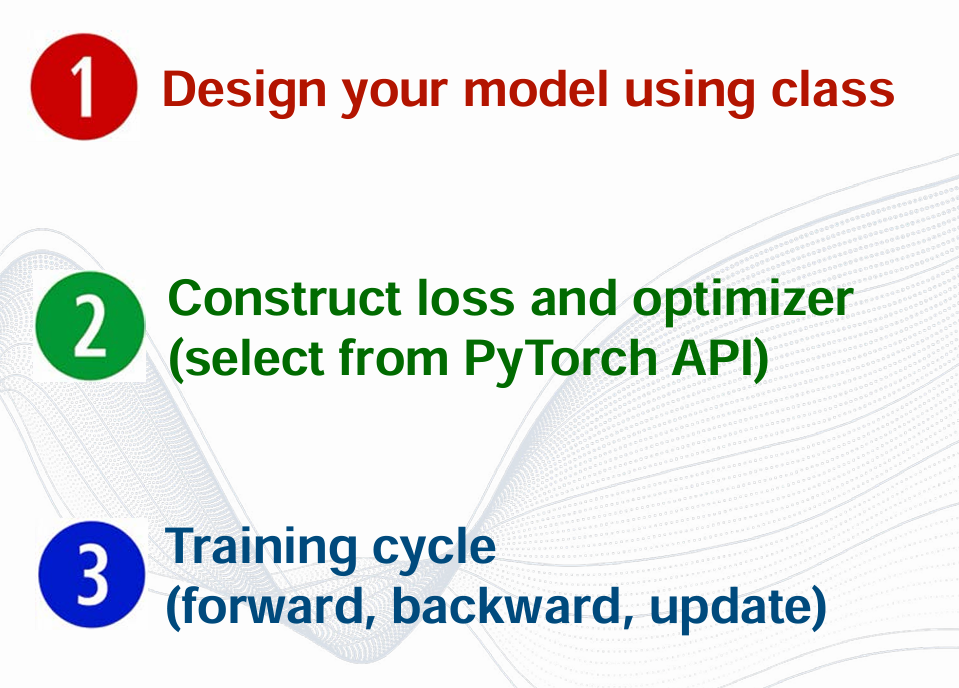 1 Design your model using class
2 Construct loss and optimizer
(select from PyTorch API)
3 Training cycle
(forward, backward, update)